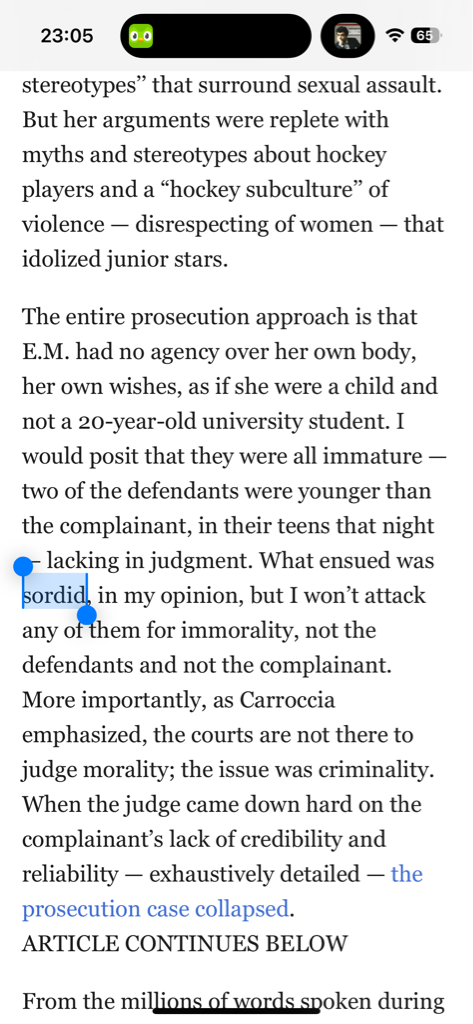 23:05
65
stereotypes” that surround sexual assault.
But her arguments were replete with
myths and stereotypes about hockey
players and a “hockey subculture” of
violence — disrespecting of women — that
idolized junior stars.
The entire prosecution approach is that
E.M. had no agency over her own body,
her own wishes, as if she were a child and
not a 20-year-old university student. I
would posit that they were all immature —
two of the defendants were younger than
the complainant, in their teens that night
— lacking in judgment. What ensued was
sordid, in my opinion, but I won’t attack
any of them for immorality, not the
defendants and not the complainant.
More importantly, as Carroccia
emphasized, the courts are not there to
judge morality; the issue was criminality.
When the judge came down hard on the
complainant’s lack of credibility and
reliability — exhaustively detailed — the
prosecution case collapsed.
ARTICLE CONTINUES BELOW
From the millions of words spoken during